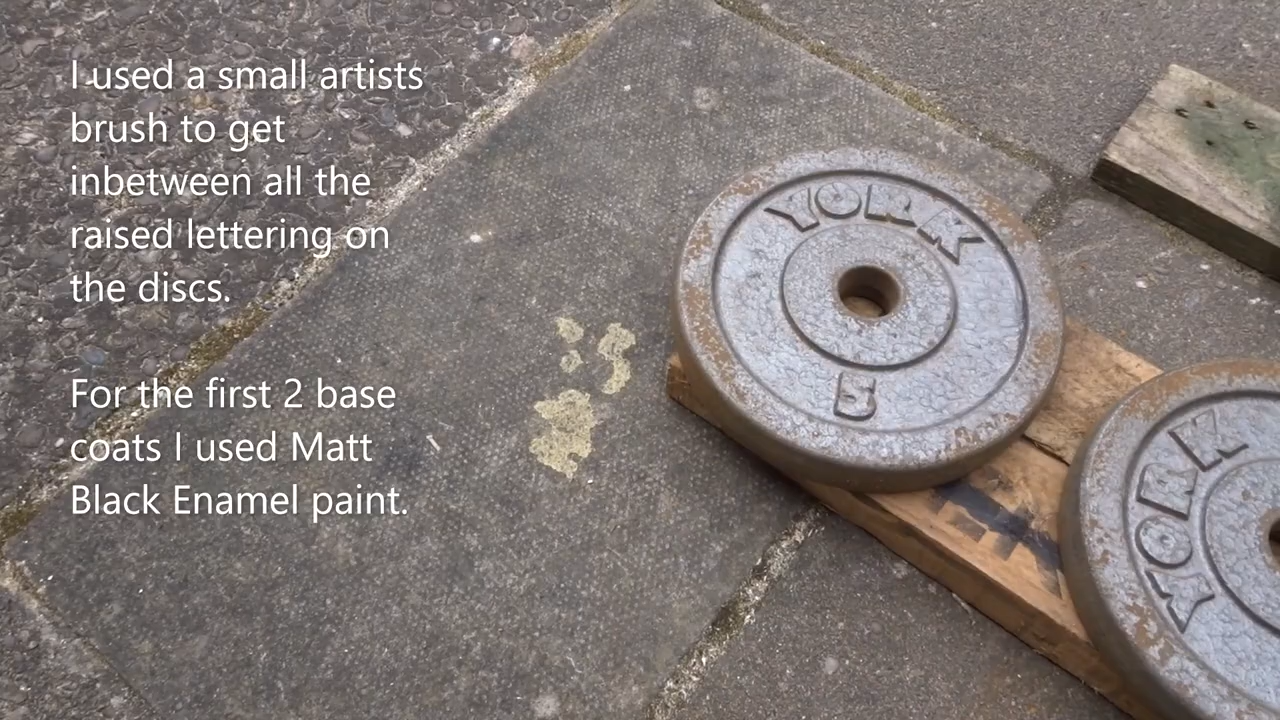 I used a small artists
brush to get
inbetween all the
raised lettering on
the discs.
For the first 2 base
coats I used Matt
Black Enamel paint.
YORK
5
YORK